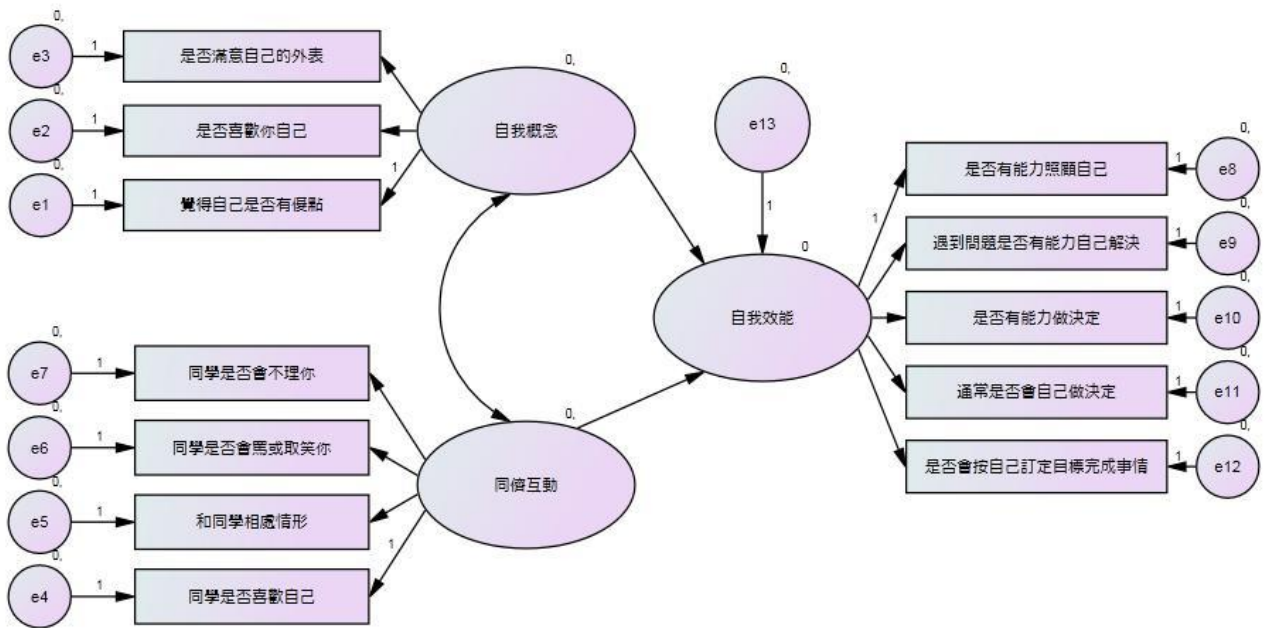 0,
e3
1
是否滿意自己的外表
0,
e2
1
是否喜歡你自己
0,
e1
1
覺得自己是否有優點
1
0,
自我概念
0,
e13
1
0
自我效能
0,
e7
1
同學是否會不理你
0,
e6
1
同學是否會罵或取笑你
0,
e5
1
和同學相處情形
0,
e4
1
同學是否喜歡自己
1
0,
同儕互動
1
是否有能力照顧自己
1
0,
e8
遇到問題是否有能力自己解決
1
0,
e9
是否有能力做決定
1
0,
e10
通常是否會自己做決定
1
0,
e11
是否會按自己訂定目標完成事情
1
0,
e12